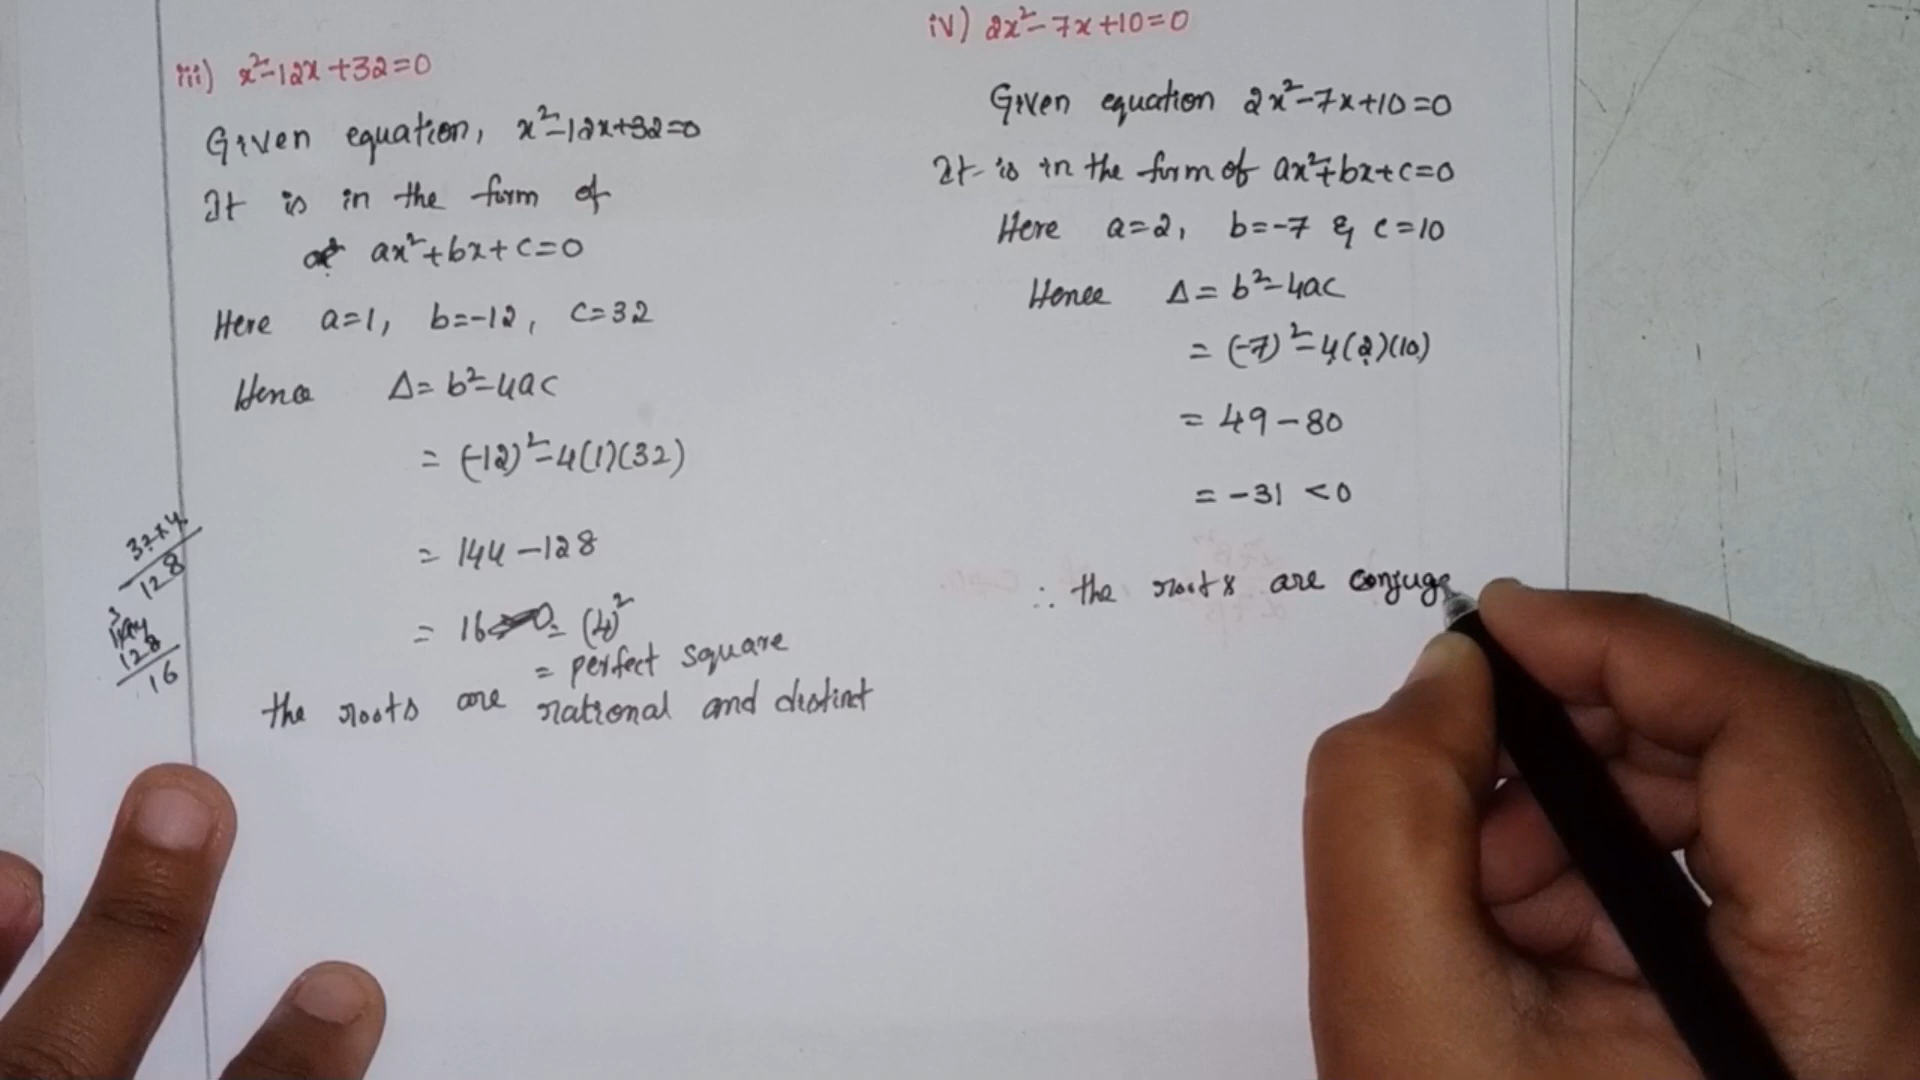 iii) x²-12x+32=0
Given equation, x²-12x+32=0
It is in the form of
ax²+bx+c=0
Here a=1, b=-12, c=32
Hence Δ= b²-4ac
= (-12)²-4(1)(32)
= 144-128
= 16 = (4)²
= perfect square
the roots are rational and distinct
32×4
128
3
144
128
16
iv) 2x²-7x+10=0
Given equation 2x²-7x+10=0
It is in the form of ax²+bx+c=0
Here a=2, b=-7 & c=10
Hence Δ= b²-4ac
= (-7)²-4(2)(10)
= 49-80
= -31 <0
∴ the roots are conjuga